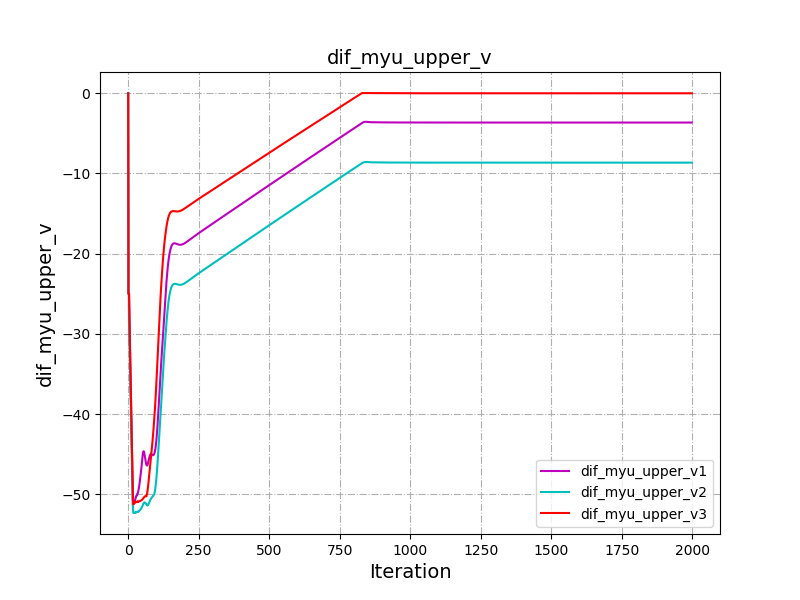 dif_myu_upper_v
dif_myu_upper_v
0
−10
−20
−30
−40
−50
0 250 500 750 1000 1250 1500 1750 2000
Iteration
dif_myu_upper_v1
dif_myu_upper_v2
dif_myu_upper_v3